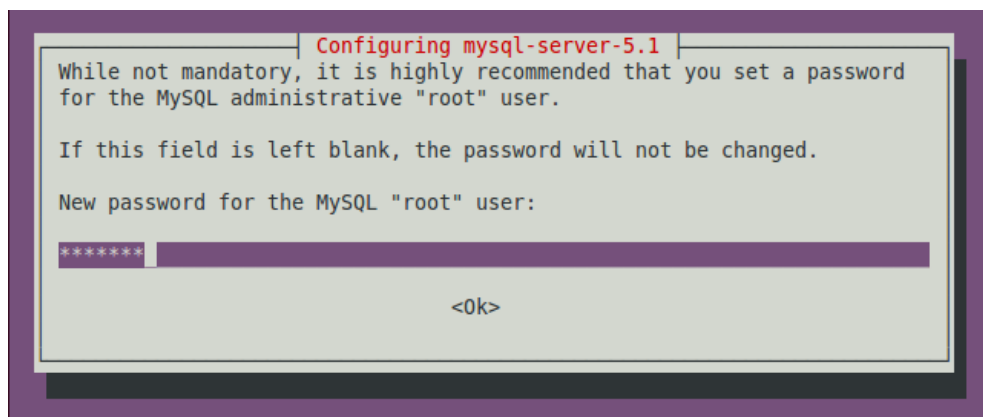 Configuring mysql-server-5.1
While not mandatory, it is highly recommended that you set a password
for the MySQL administrative "root" user.
If this field is left blank, the password will not be changed.
New password for the MySQL "root" user:
*******
<Ok>